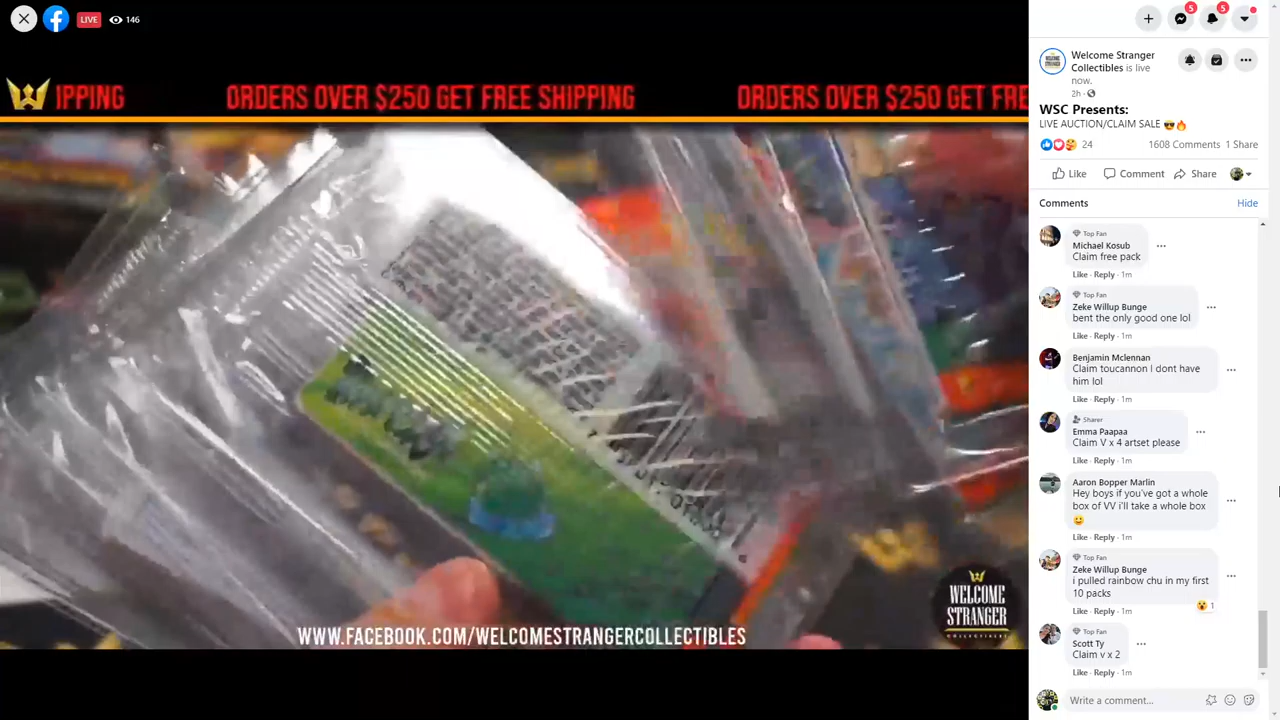 LIVE
146
5
5
IPPING
ORDERS OVER $250 GET FREE SHIPPING
ORDERS OVER $250 GET FRE
Welcome Stranger
Collectibles is live
now.
2h ·
WSC Presents:
LIVE AUCTION/CLAIM SALE 😎🔥
24
1608 Comments 1 Share
Like
Comment
Share
Comments
Hide
Top Fan
Michael Kosub
Claim free pack
Like · Reply · 1m
Top Fan
Zeke Willup Bunge
bent the only good one lol
Like · Reply · 1m
Benjamin Mclennan
Claim toucannon I dont have
him lol
Like · Reply · 1m
Sharer
Emma Paapaa
Claim V x 4 artset please
Like · Reply · 1m
Aaron Bopper Marlin
Hey boys if you've got a whole
box of VV i'll take a whole box
😃
Like · Reply · 1m
Top Fan
Zeke Willup Bunge
i pulled rainbow chu in my first
10 packs
😮 1
Like · Reply · 1m
Top Fan
Scott Ty
Claim v x 2
Like · Reply · 1m
Write a comment...
WELCOME
STRANGER
COLLECTIBLES
WWW.FACEBOOK.COM/WELCOMESTRANGERCOLLECTIBLES